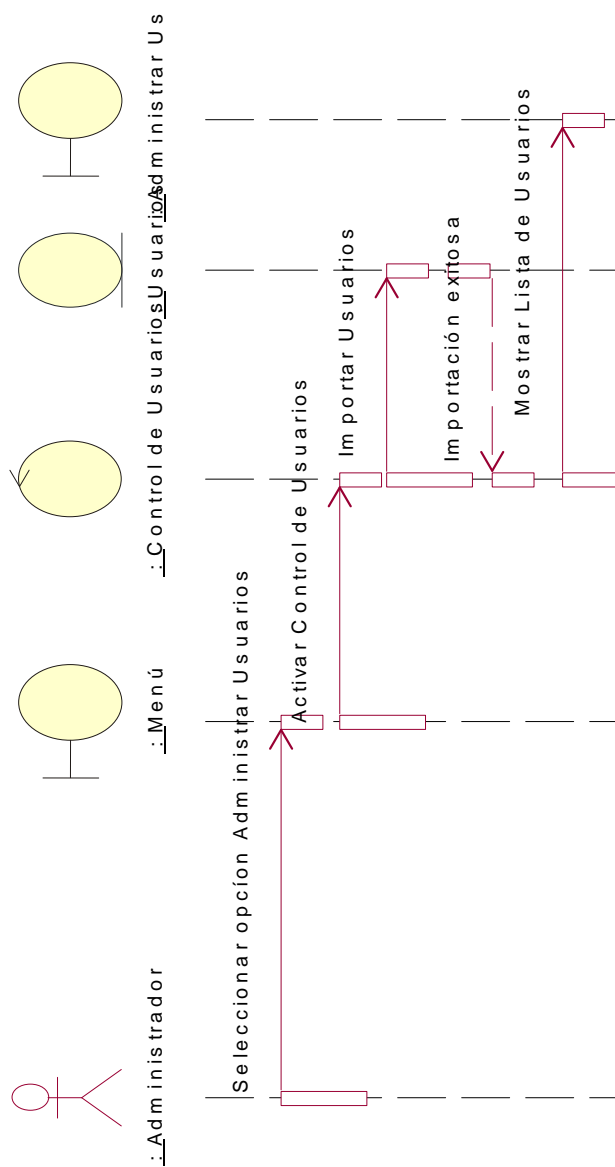 : Administrador
: Menú
: Control de Usuarios
: Usuarios
: Administrar Us
Seleccionar opcíon Administrar Usuarios
Activar Control de Usuarios
Importar Usuarios
Importación exitosa
Mostrar Lista de Usuarios